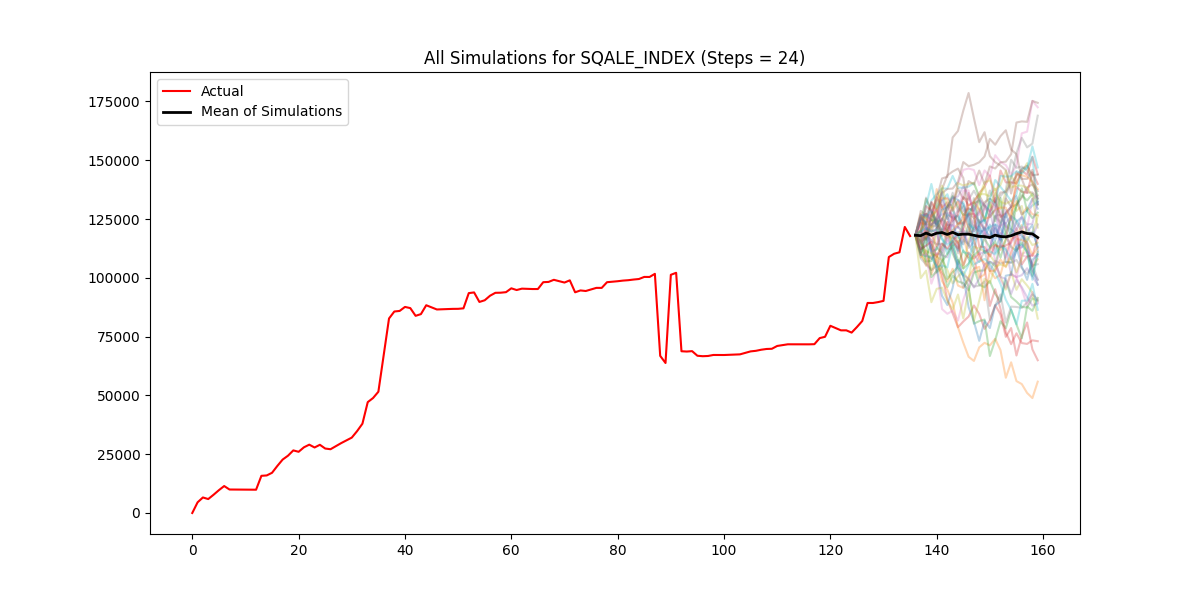 All Simulations for SQALE_INDEX (Steps = 24)
Actual
Mean of Simulations
175000
150000
125000
100000
75000
50000
25000
0
0 20 40 60 80 100 120 140 160